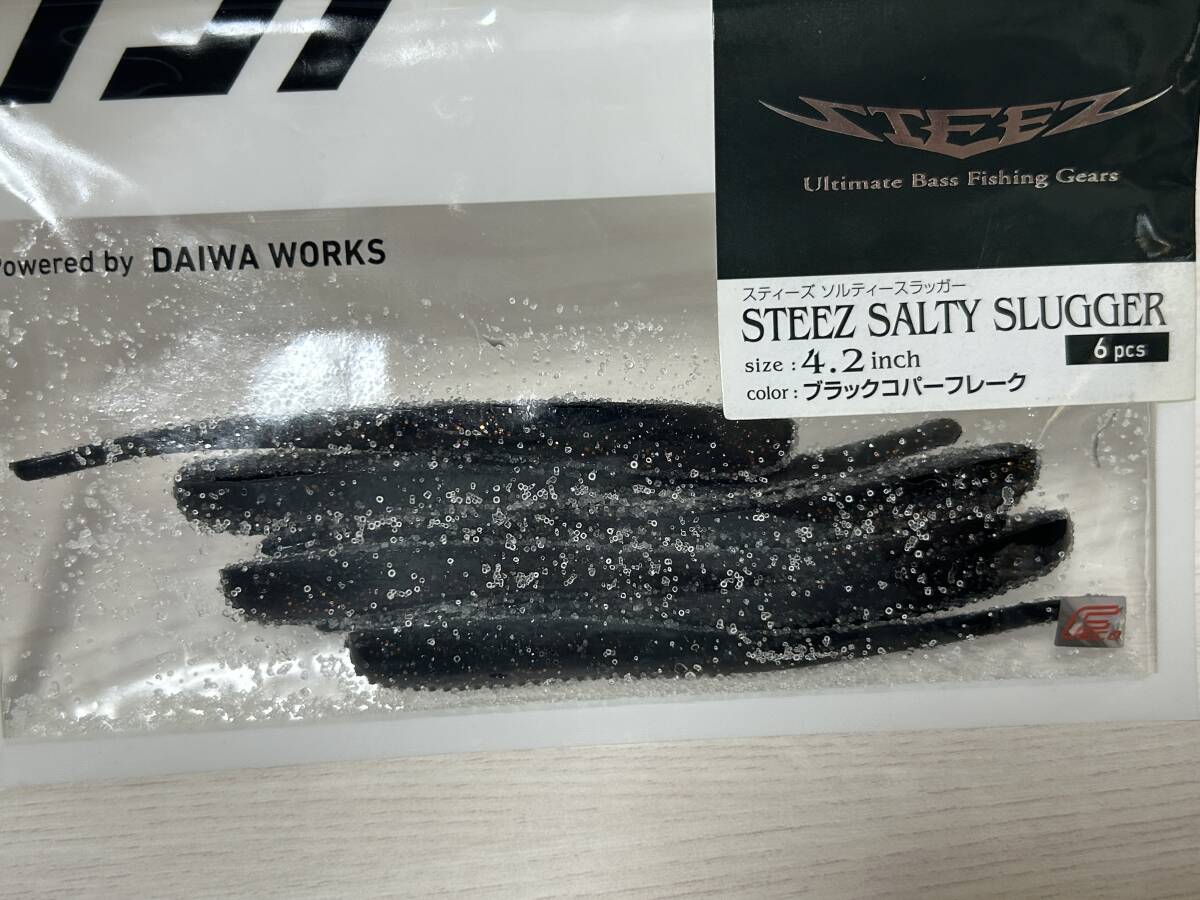 STEEZ
Ultimate Bass Fishing Gears
Powered by DAIWA WORKS
スティーズ ソルティースラッガー
STEEZ SALTY SLUGGER
size : 4.2 inch
6 pcs
color : ブラックコパーフレーク